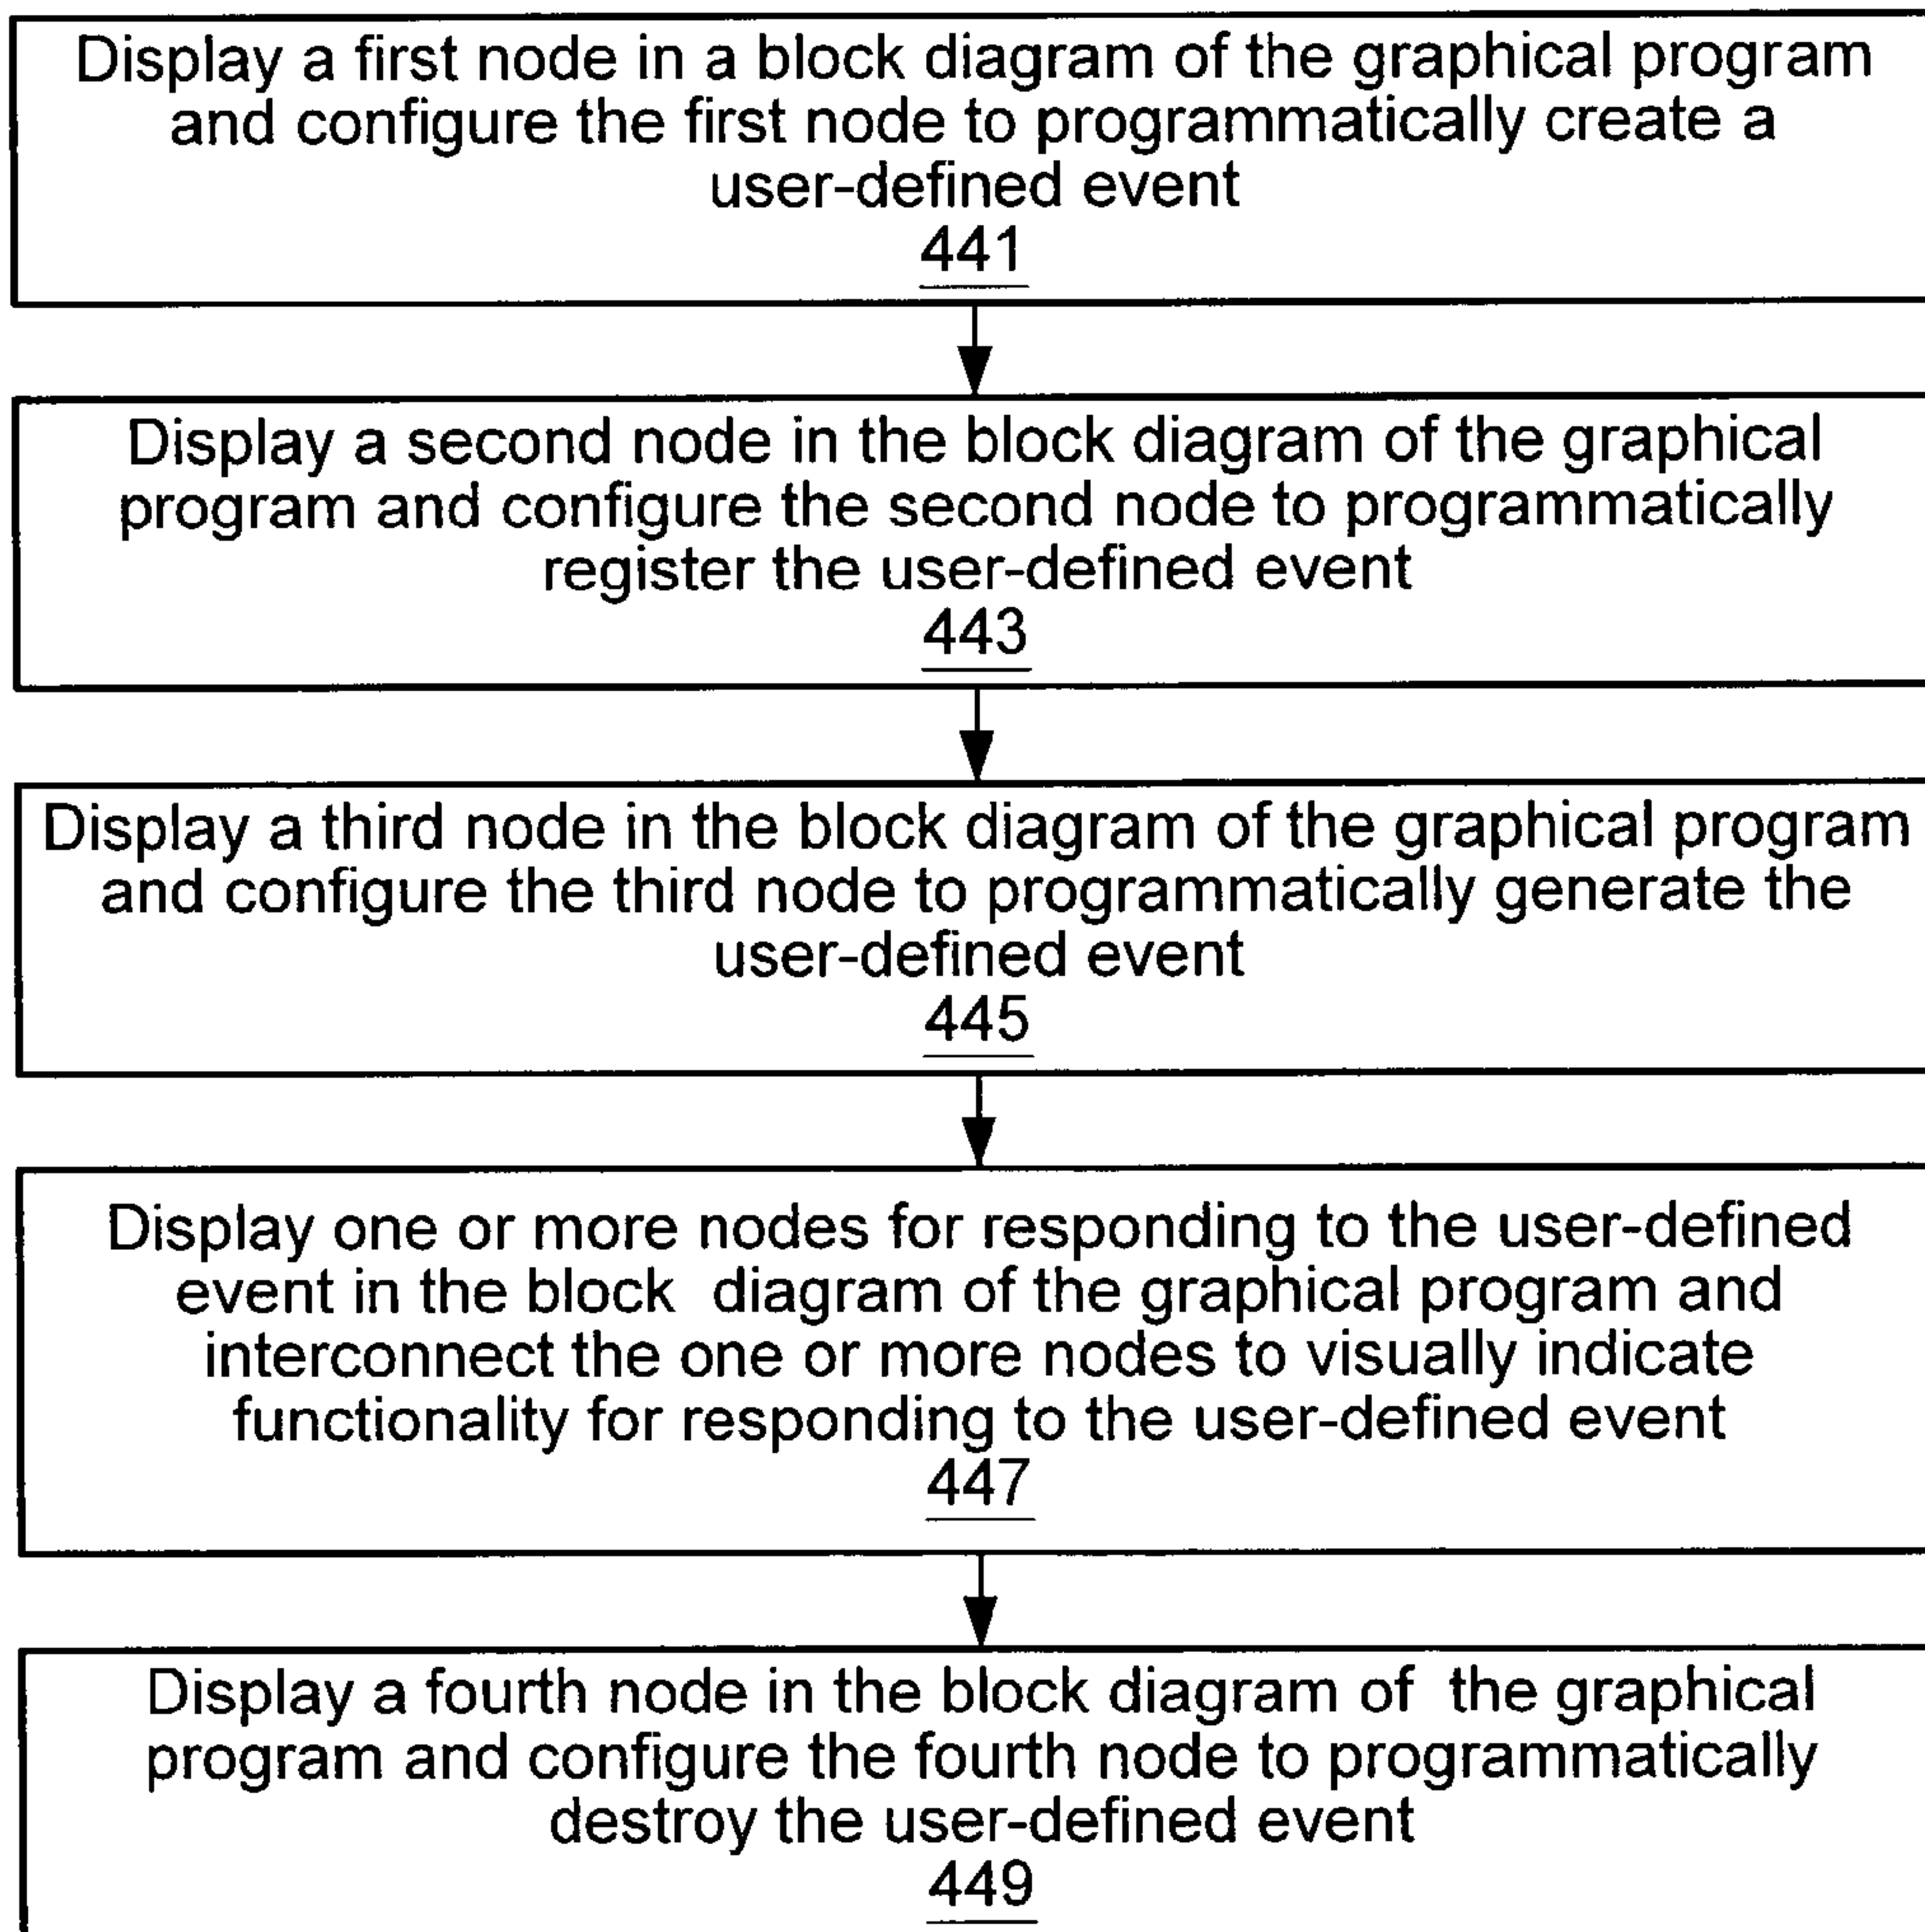 Display a first node in a block diagram of the graphical program
and configure the first node to programmatically create a
user-defined event
441
Display a second node in the block diagram of the graphical
program and configure the second node to programmatically
register the user-defined event
443
Display a third node in the block diagram of the graphical program
and configure the third node to programmatically generate the
user-defined event
445
Display one or more nodes for responding to the user-defined
event in the block diagram of the graphical program and
interconnect the one or more nodes to visually indicate
functionality for responding to the user-defined event
447
Display a fourth node in the block diagram of the graphical
program and configure the fourth node to programmatically
destroy the user-defined event
449